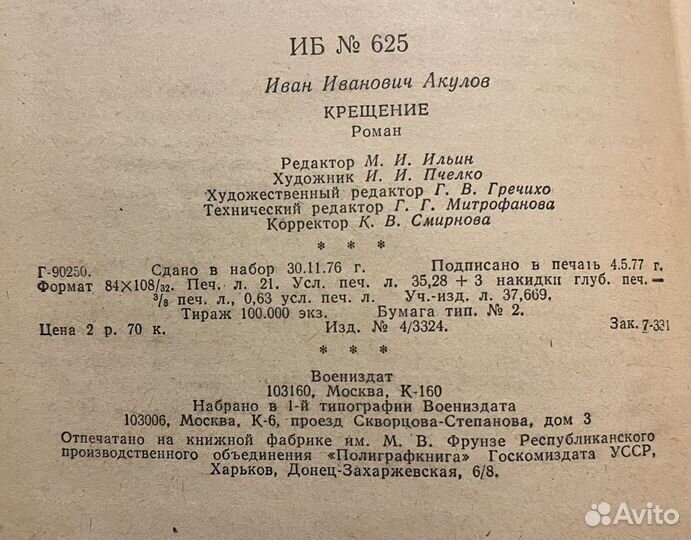 ИБ № 625
Иван Иванович Акулов
КРЕЩЕНИЕ
Роман
Редактор М. И. Ильин
Художник И. И. Пчелко
Художественный редактор Г. В. Гречихо
Технический редактор Г. Г. Митрофанова
Корректор К. В. Смирнова
* * *
Г-90250. Сдано в набор 30.11.76 г. Подписано в печать 4.5.77 г.
Формат 84×108/32. Печ. л. 21. Усл. печ. л. 35,28 + 3 накидки глуб. печ. —
3/8 печ. л., 0,63 усл. печ. л. Уч.-изд. л. 37,669.
Тираж 100.000 экз. Бумага тип. № 2.
Цена 2 р. 70 к. Изд. № 4/3324. Зак. 7-331
* * *
Воениздат
103160, Москва, К-160
Набрано в 1-й типографии Воениздата
103006, Москва, К-6, проезд Скворцова-Степанова, дом 3
Отпечатано на книжной фабрике им. М. В. Фрунзе Республиканского
производственного объединения «Полиграфкнига» Госкомиздата УССР,
Харьков, Донец-Захаржевская, 6/8.
Avito